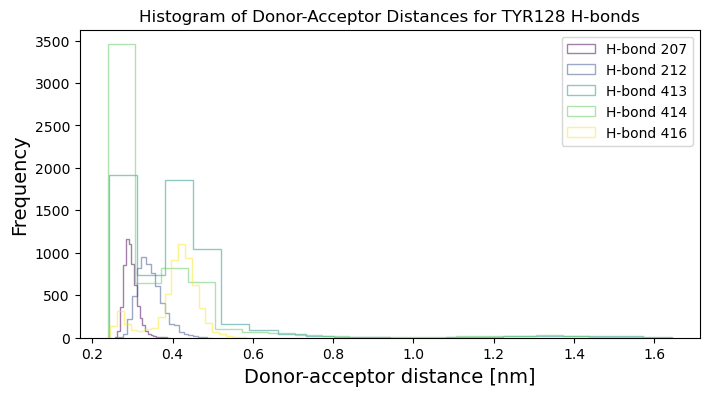 Histogram of Donor-Acceptor Distances for TYR128 H-bonds
3500
3000
2500
2000
1500
1000
500
0
Frequency
H-bond 207
H-bond 212
H-bond 413
H-bond 414
H-bond 416
0.2 0.4 0.6 0.8 1.0 1.2 1.4 1.6
Donor-acceptor distance [nm]